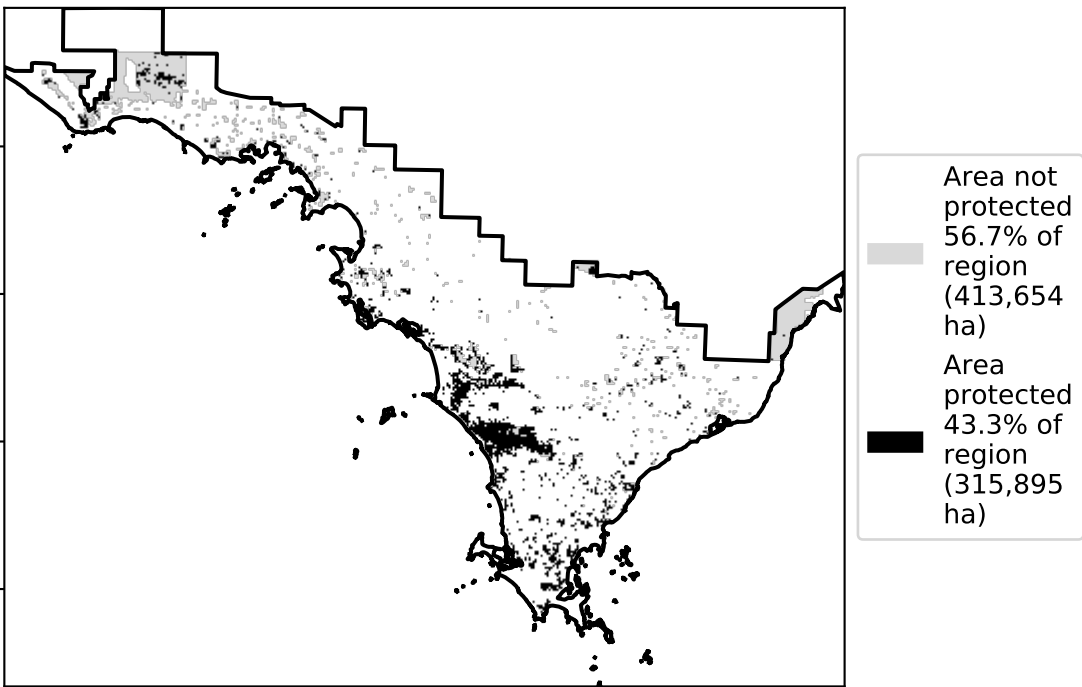 Area not
protected
56.7% of
region
(413,654
ha)
Area
protected
43.3% of
region
(315,895
ha)